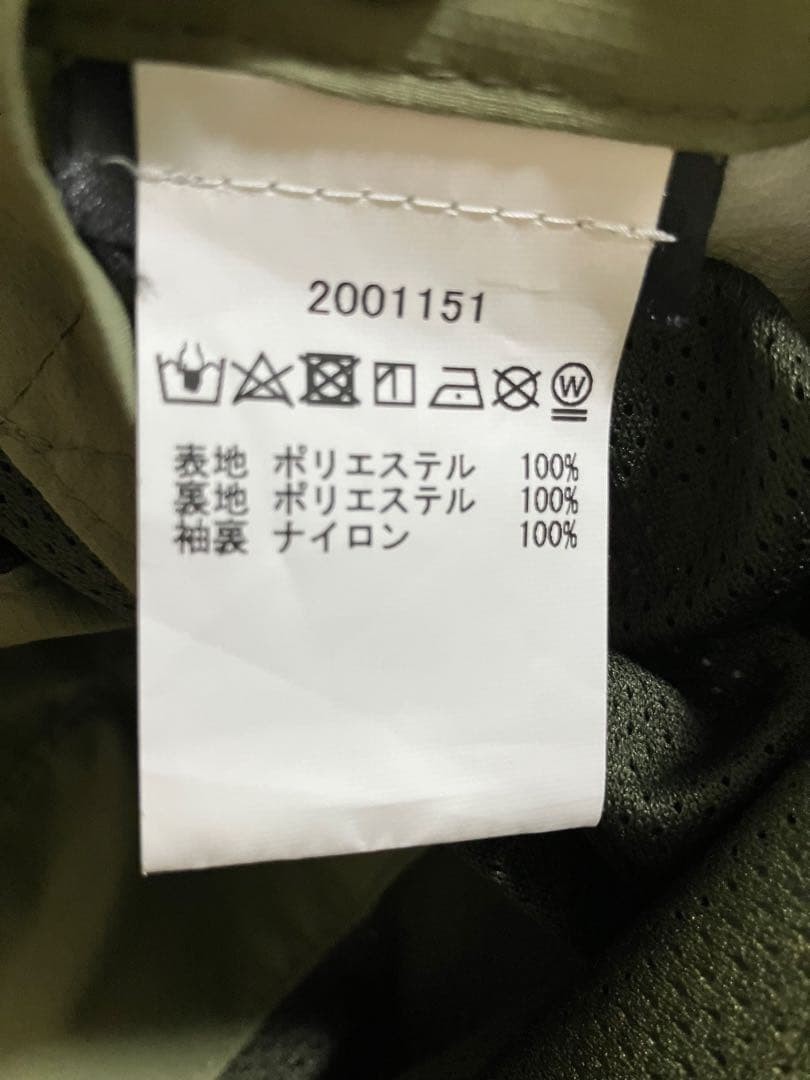 2001151
W
表地 ポリエステル 100%
裏地 ポリエステル 100%
袖裏 ナイロン 100%